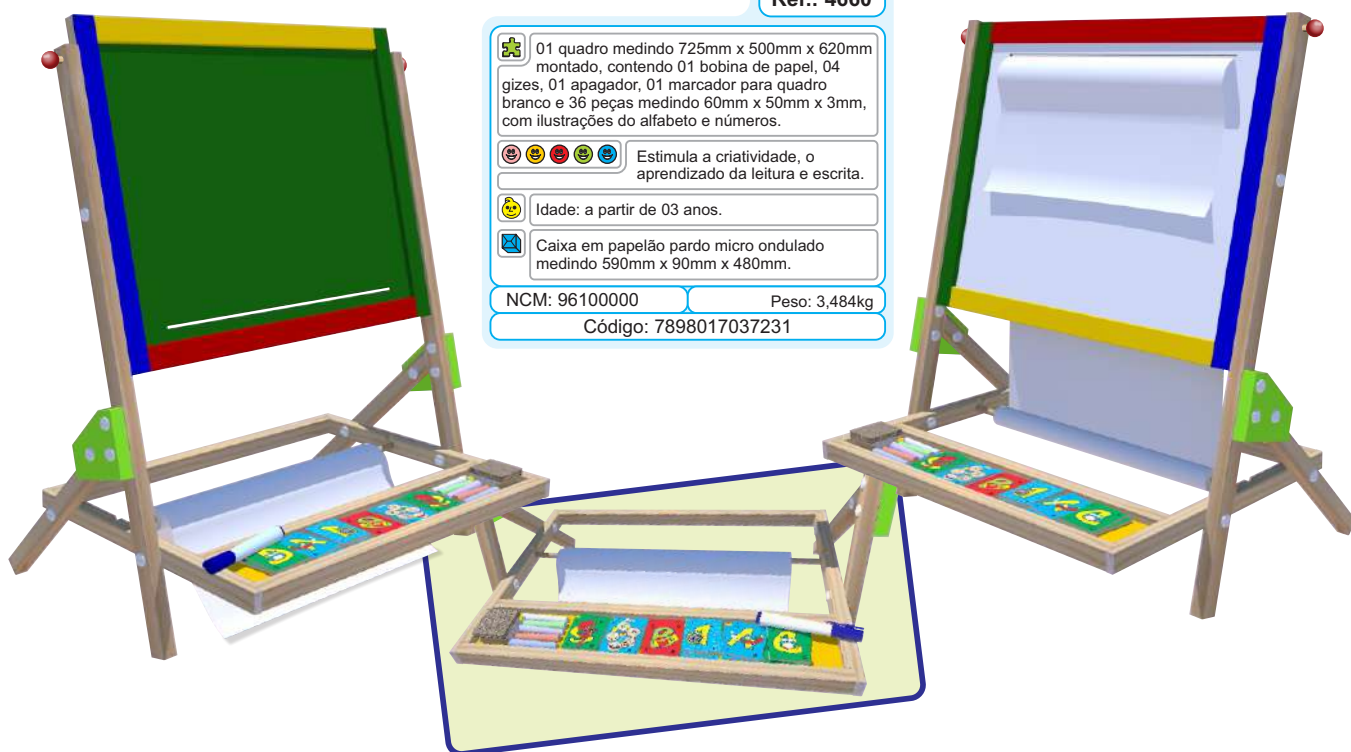 Ref.: 4660
01 quadro medindo 725mm x 500mm x 620mm
montado, contendo 01 bobina de papel, 04
gizes, 01 apagador, 01 marcador para quadro
branco e 36 peças medindo 60mm x 50mm x 3mm,
com ilustrações do alfabeto e números.
Estimula a criatividade, o
aprendizado da leitura e escrita.
Idade: a partir de 03 anos.
Caixa em papelão pardo micro ondulado
medindo 590mm x 90mm x 480mm.
NCM: 96100000
Peso: 3,484kg
Código: 7898017037231